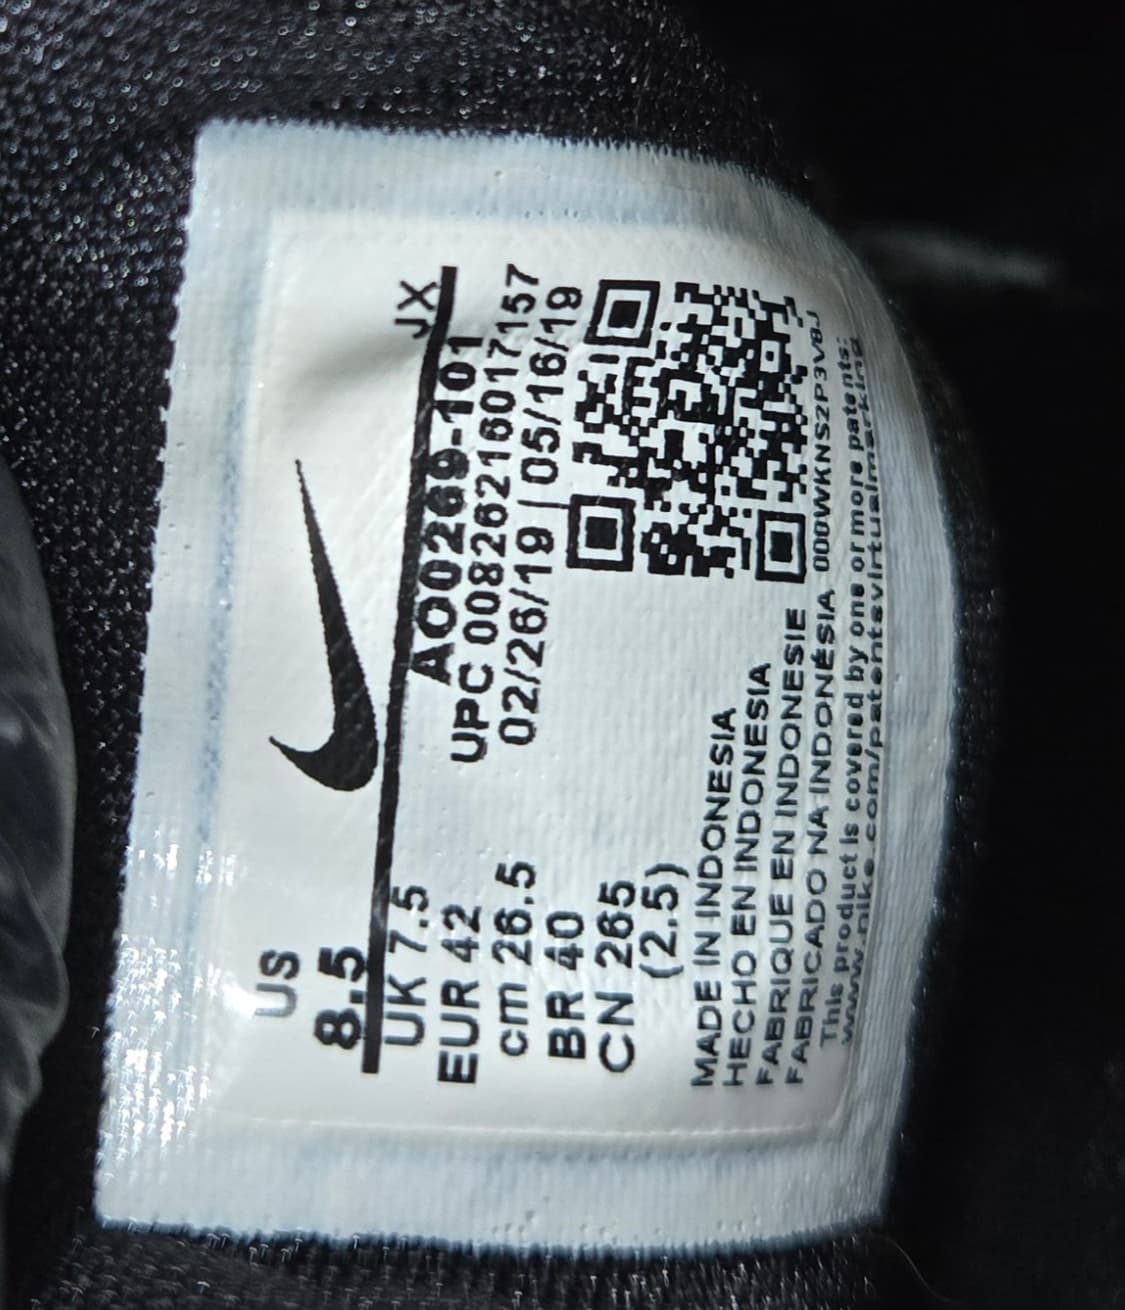 US
8.5
JX
UK 7.5
EUR 42
cm 26.5
BR 40
CN 265
(2.5)
AO0269-101
UPC 00826216017157
02/26/19 05/16/19
MADE IN INDONESIA
HECHO EN INDONESIA
FABRIQUE EN INDONESIE
FABRICADO NA INDONÉSIA 000WKNS2P3V8J
This product is covered by one or more patents:
www.nike.com/patentsvirtualmarking